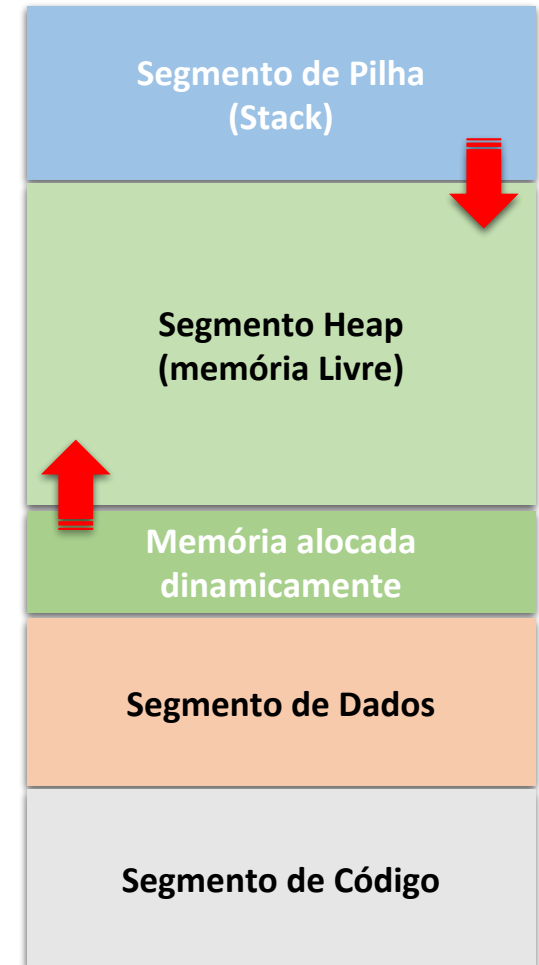 Segmento de Pilha
(Stack)
Segmento Heap
(memória Livre)
Memória alocada
dinamicamente
Segmento de Dados
Segmento de Código